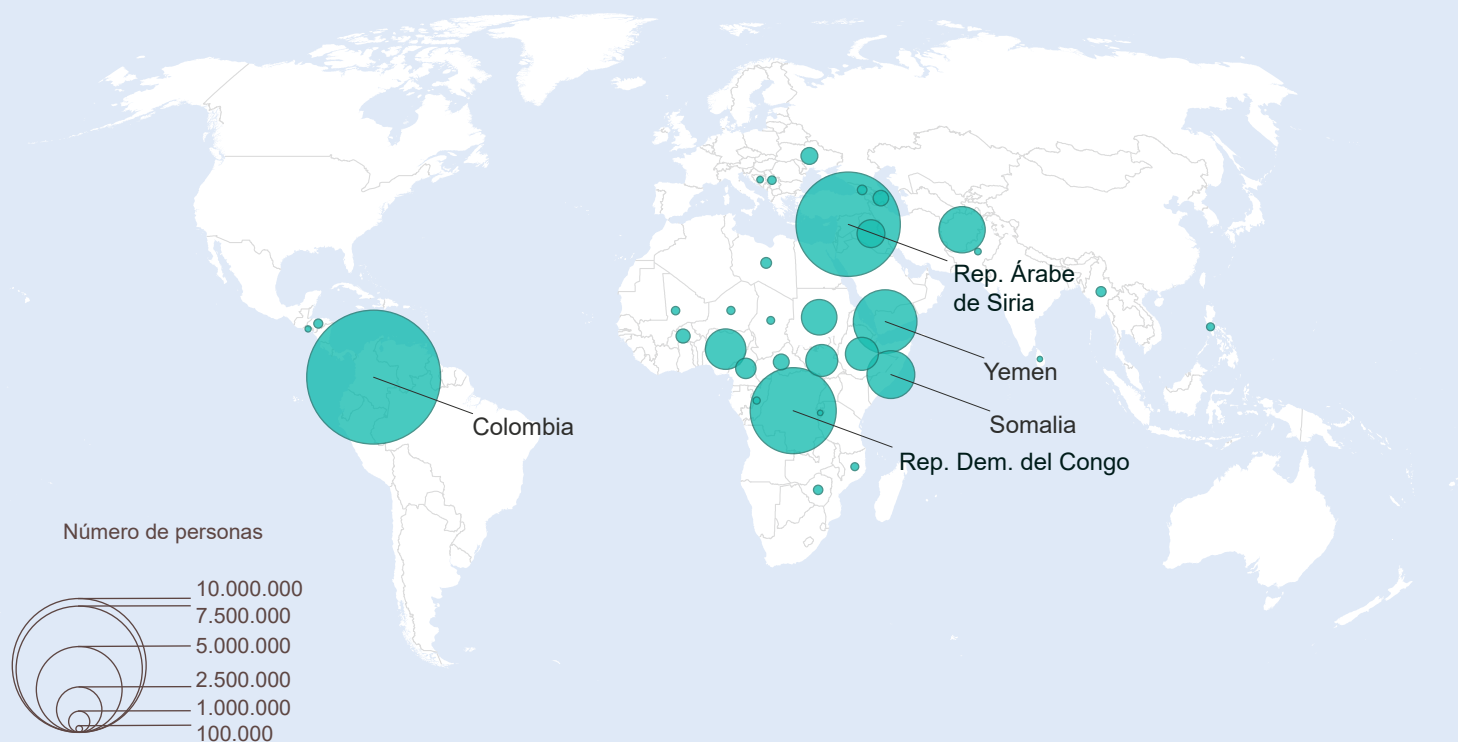 Rep. Árabe
de Siria
Yemen
Somalia
Colombia
Rep. Dem. del Congo
Número de personas
10.000.000
7.500.000
5.000.000
2.500.000
1.000.000
100.000